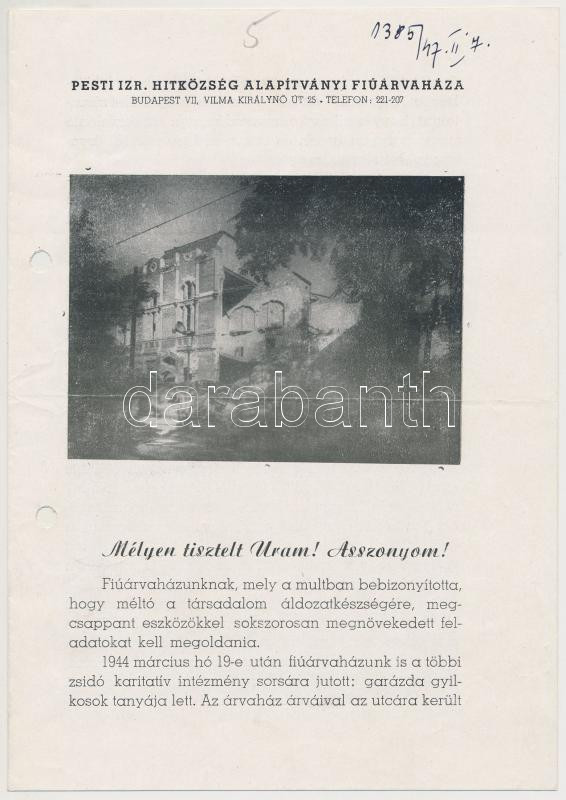 5
1385/47. II. 7.
PESTI IZR. HITKÖZSÉG ALAPÍTVÁNYI FIÚÁRVAHÁZA
BUDAPEST VII, VILMA KIRÁLYNŐ ÚT 25 • TELEFON: 221-207
darabanth
Mélyen tisztelt Uram! Asszonyom!
Fiúárvaházunknak, mely a multban bebizonyította,
hogy méltó a társadalom áldozatkészségére, meg-
csappant eszközökkel sokszorosan megnövekedett fel-
adatokat kell megoldania.
1944 március hó 19-e után fiúárvaházunk is a többi
zsidó karitatív intézmény sorsára jutott: garázda gyil-
kosok tanyája lett. Az árvaház árváival az utcára került